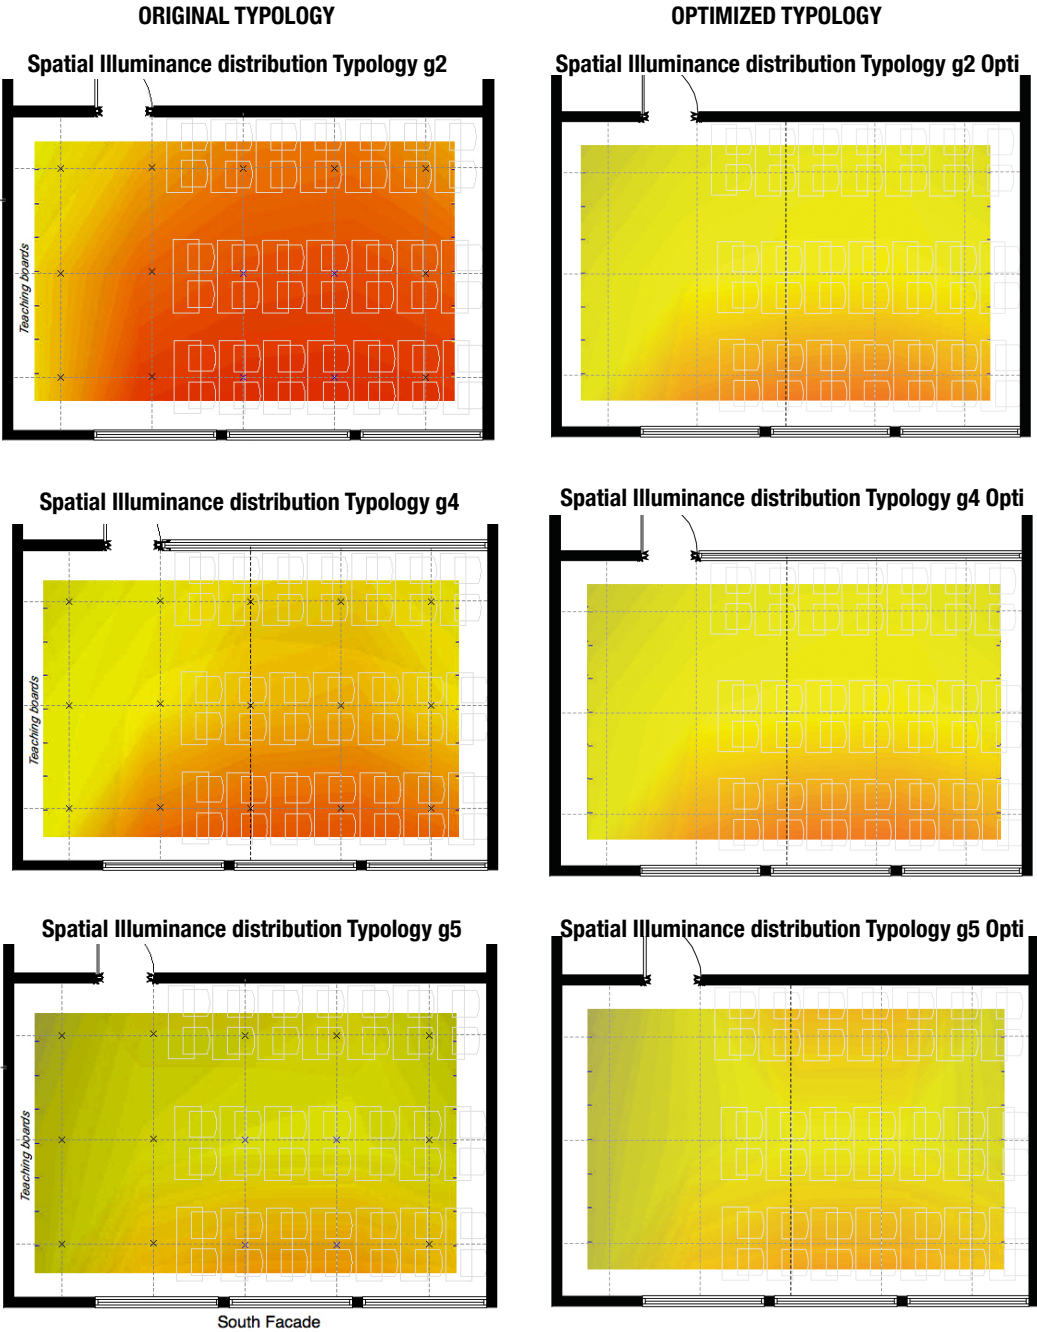 ORIGINAL TYPOLOGY
OPTIMIZED TYPOLOGY
Spatial Illuminance distribution Typology g2
Spatial Illuminance distribution Typology g2 Opti
Teaching boards
Spatial Illuminance distribution Typology g4
Spatial Illuminance distribution Typology g4 Opti
Teaching boards
Spatial Illuminance distribution Typology g5
Spatial Illuminance distribution Typology g5 Opti
Teaching boards
South Facade